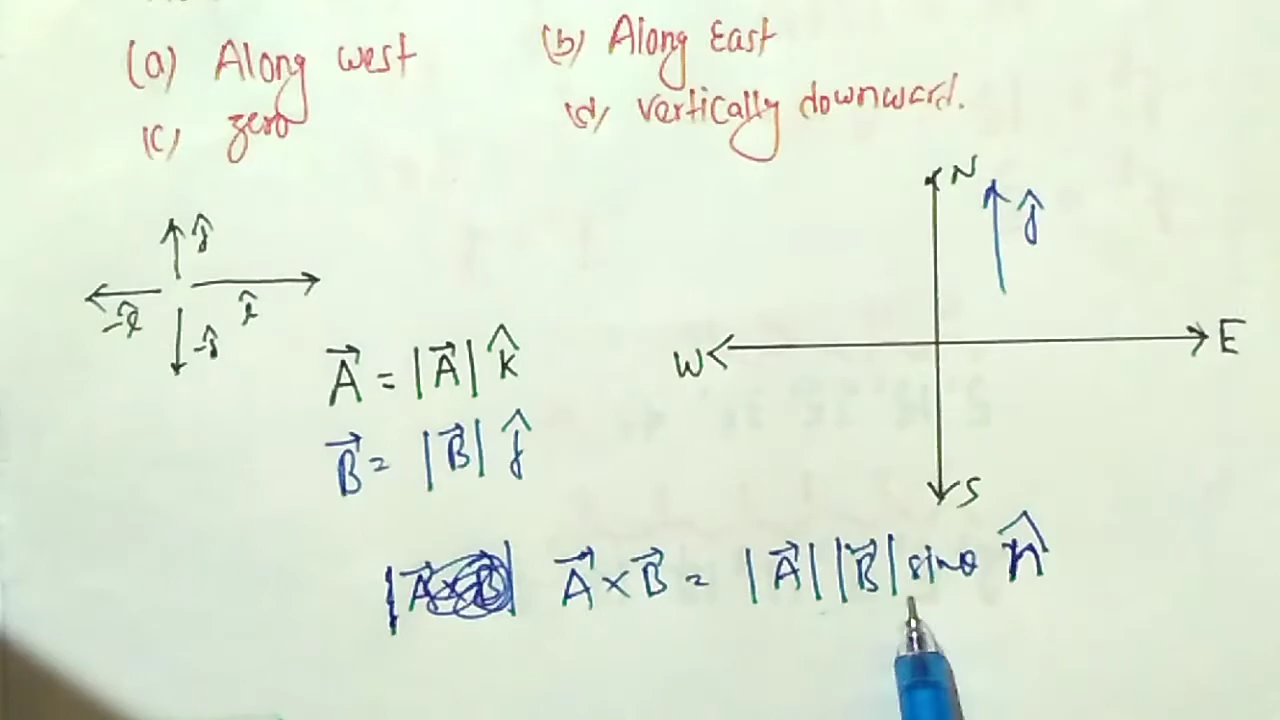 (a) Along west (b) Along East
(c) zero (d) vertically downward.
N
ĵ
ĵ
-î î
-ĵ
W E
A⃗ = |A⃗| k̂
B⃗ = |B⃗| ĵ
S
A⃗ × B⃗ = |A⃗| |B⃗| sinθ n̂